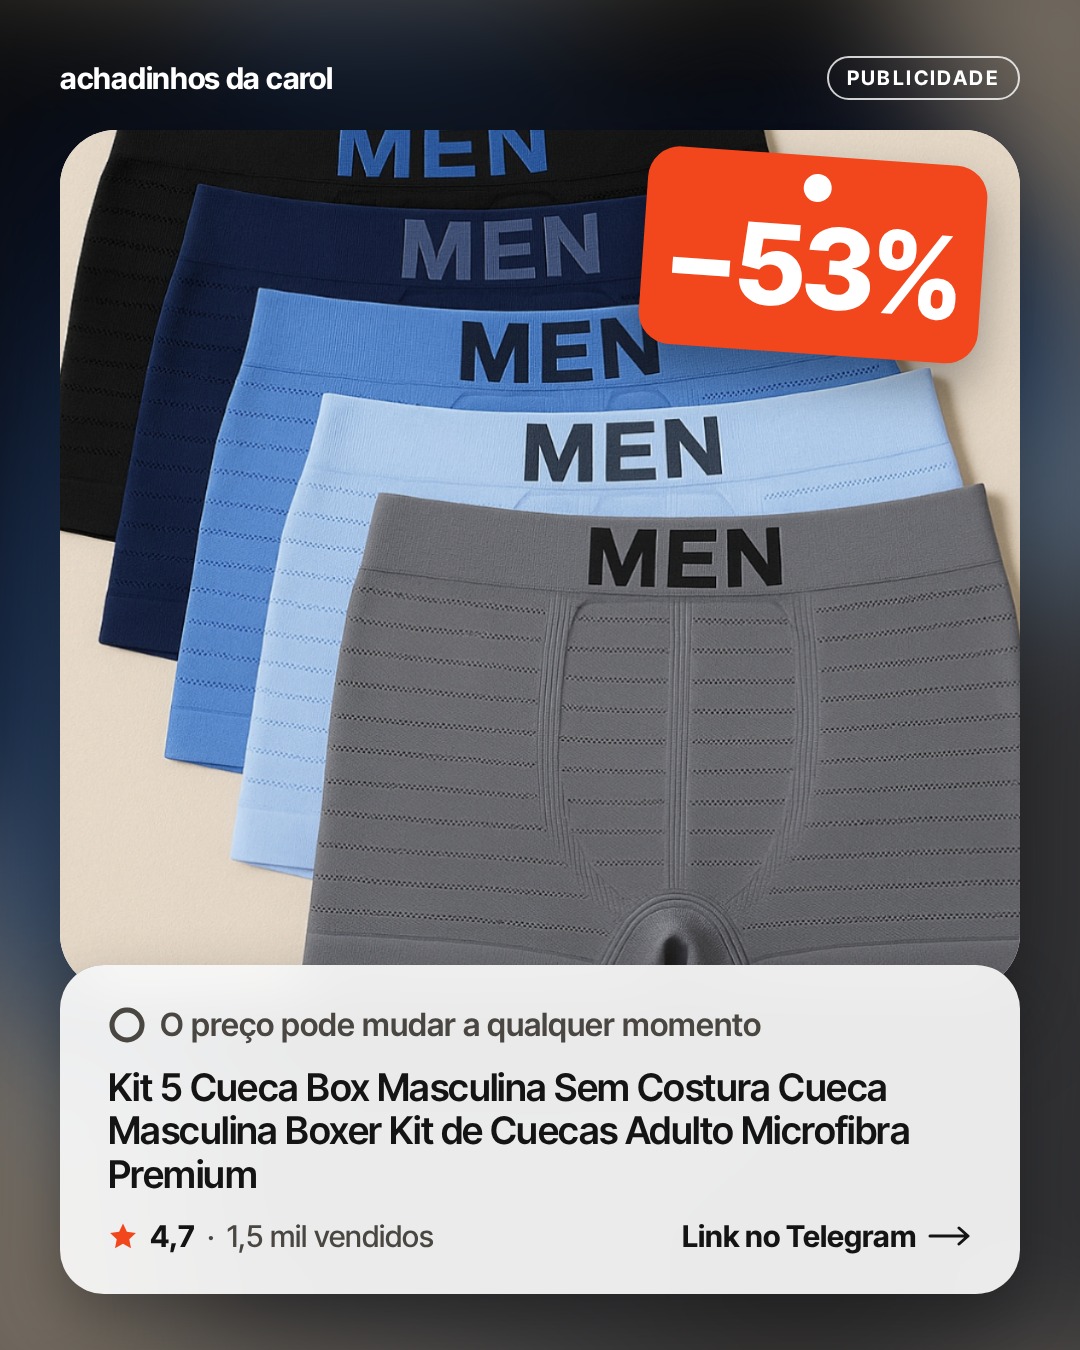 achadinhos da carol
PUBLICIDADE
MEN
MEN
MEN
MEN
MEN
−53%
O preço pode mudar a qualquer momento
Kit 5 Cueca Box Masculina Sem Costura Cueca
Masculina Boxer Kit de Cuecas Adulto Microfibra
Premium
4,7 · 1,5 mil vendidos
Link no Telegram →